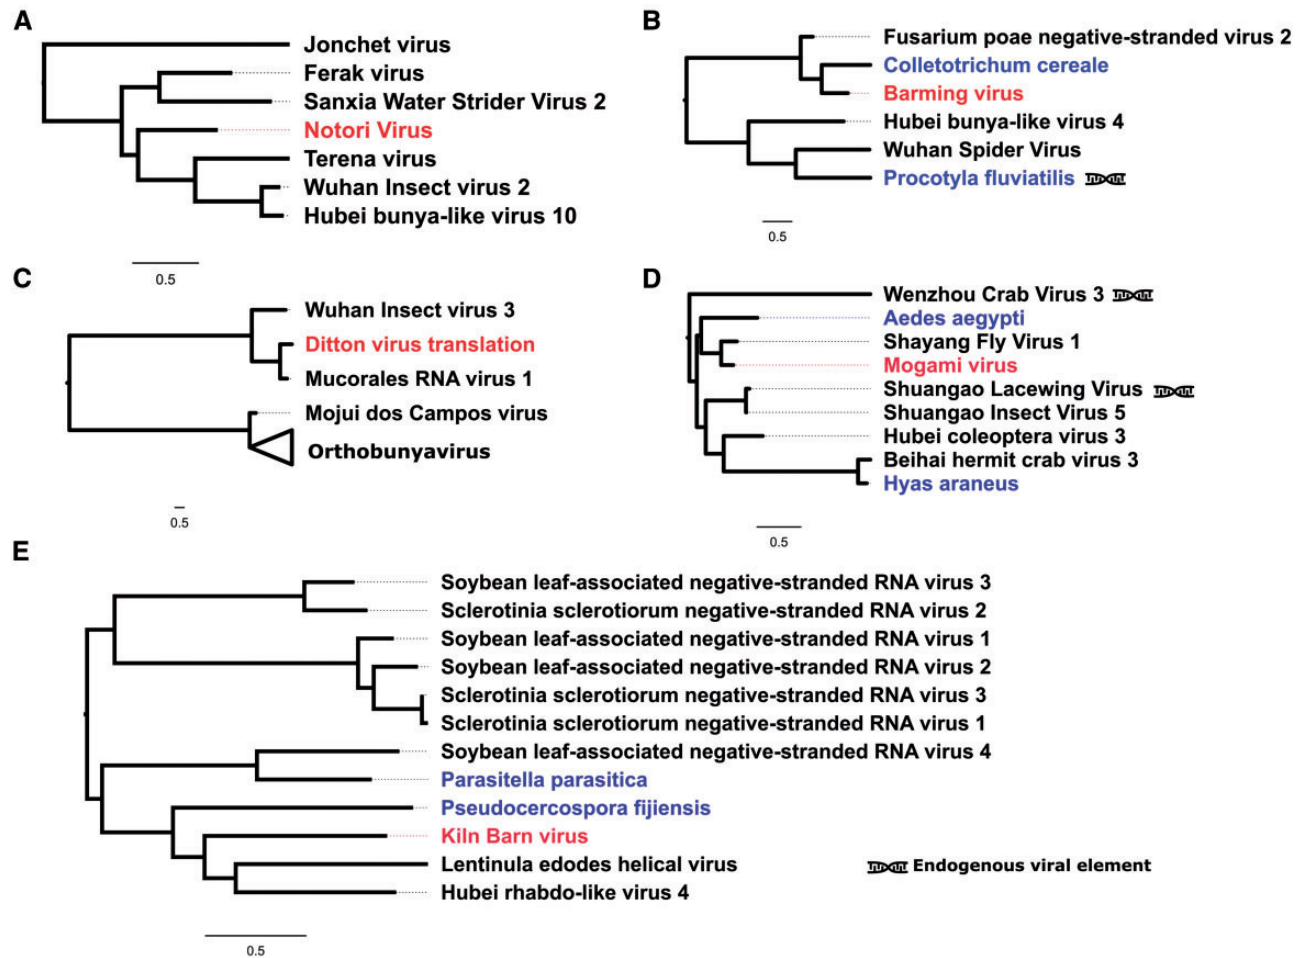 A
Jonchet virus
Ferak virus
Sanxia Water Strider Virus 2
Notori Virus
Terena virus
Wuhan Insect virus 2
Hubei bunya-like virus 10
0.5
B
Fusarium poae negative-stranded virus 2
Colletotrichum cereale
Barming virus
Hubei bunya-like virus 4
Wuhan Spider Virus
Procotyla fluviatilis
0.5
C
Wuhan Insect virus 3
Ditton virus translation
Mucorales RNA virus 1
Mojui dos Campos virus
Orthobunyavirus
0.5
D
Wenzhou Crab Virus 3
Aedes aegypti
Shayang Fly Virus 1
Mogami virus
Shuangao Lacewing Virus
Shuangao Insect Virus 5
Hubei coleoptera virus 3
Beihai hermit crab virus 3
Hyas araneus
0.5
E
Soybean leaf-associated negative-stranded RNA virus 3
Sclerotinia sclerotiorum negative-stranded RNA virus 2
Soybean leaf-associated negative-stranded RNA virus 1
Soybean leaf-associated negative-stranded RNA virus 2
Sclerotinia sclerotiorum negative-stranded RNA virus 3
Sclerotinia sclerotiorum negative-stranded RNA virus 1
Soybean leaf-associated negative-stranded RNA virus 4
Parasitella parasitica
Pseudocercospora fijiensis
Kiln Barn virus
Lentinula edodes helical virus
Hubei rhabdo-like virus 4
Endogenous viral element
0.5